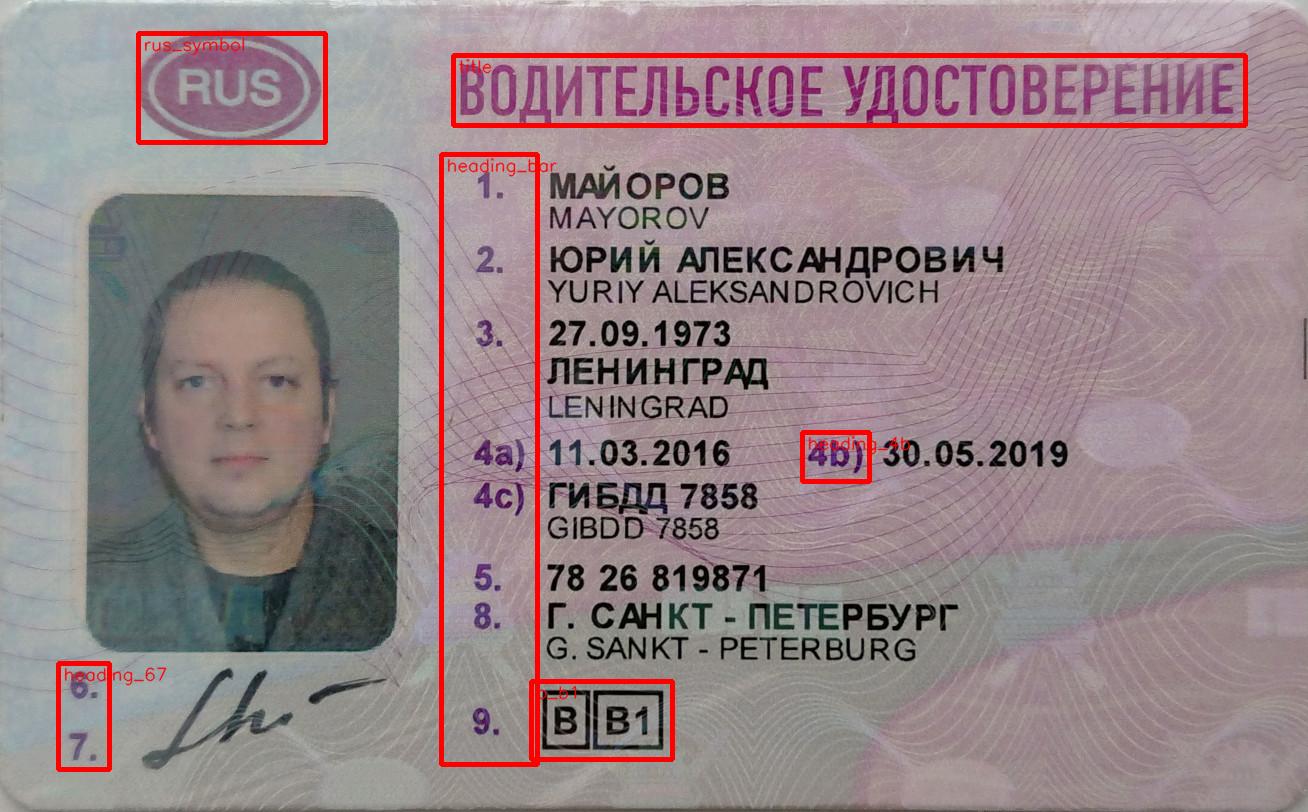 rus_symbol
RUS
title
ВОДИТЕЛЬСКОЕ УДОСТОВЕРЕНИЕ
heading_bar
1. МАЙОРОВ
MAYOROV
2. ЮРИЙ АЛЕКСАНДРОВИЧ
YURIY ALEKSANDROVICH
3. 27.09.1973
ЛЕНИНГРАД
LENINGRAD
heading_4b
4a) 11.03.2016 4b) 30.05.2019
4c) ГИБДД 7858
GIBDD 7858
5. 78 26 819871
8. Г. САНКТ - ПЕТЕРБУРГ
G. SANKT - PETERBURG
heading_67
6.
7.
b_b1
9. B B1